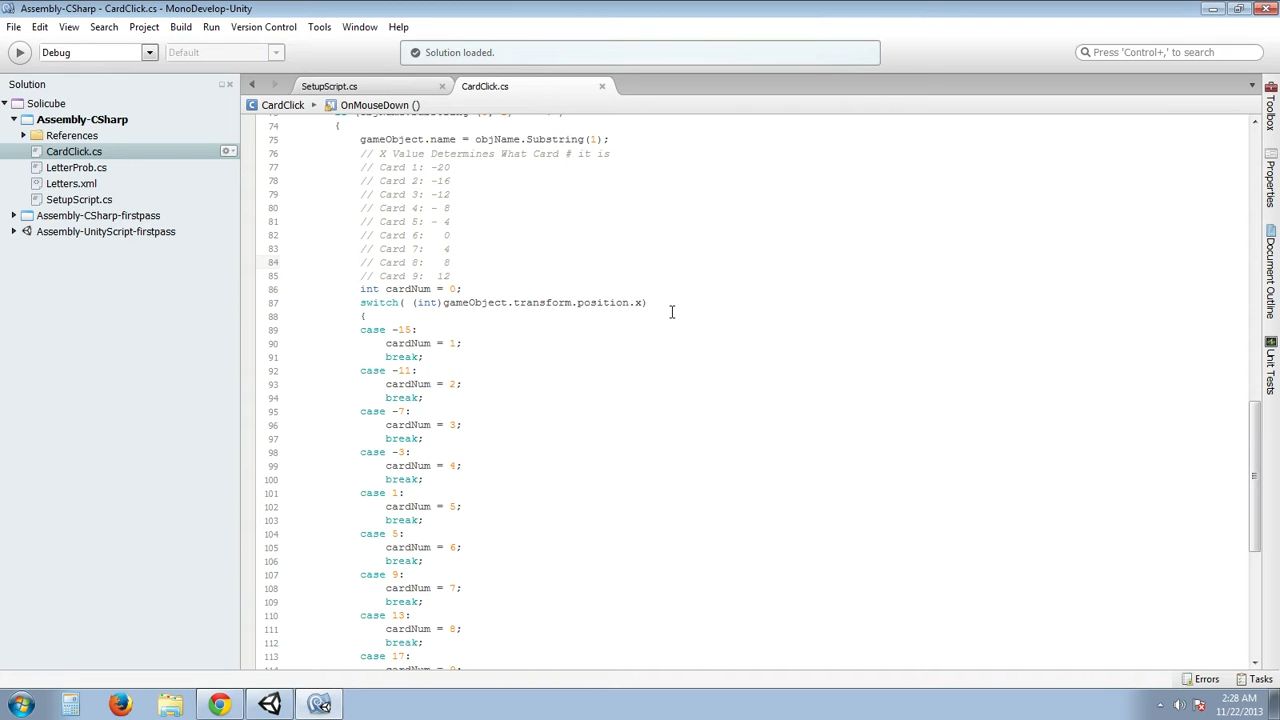 Assembly-CSharp - CardClick.cs - MonoDevelop-Unity
File Edit View Search Project Build Run Version Control Tools Window Help
Debug Default Solution loaded. Press 'Control+,' to search
Solution SetupScript.cs CardClick.cs
Solicube CardClick OnMouseDown ()
Assembly-CSharp
References
CardClick.cs
LetterProb.cs
Letters.xml
SetupScript.cs
Assembly-CSharp-firstpass
Assembly-UnityScript-firstpass
74 {
75 gameObject.name = objName.Substring(1);
76 // X Value Determines What Card # it is
77 // Card 1: -20
78 // Card 2: -16
79 // Card 3: -12
80 // Card 4: - 8
81 // Card 5: - 4
82 // Card 6: 0
83 // Card 7: 4
84 // Card 8: 8
85 // Card 9: 12
86 int cardNum = 0;
87 switch( (int)gameObject.transform.position.x)
88 {
89 case -15:
90 cardNum = 1;
91 break;
92 case -11:
93 cardNum = 2;
94 break;
95 case -7:
96 cardNum = 3;
97 break;
98 case -3:
99 cardNum = 4;
100 break;
101 case 1:
102 cardNum = 5;
103 break;
104 case 5:
105 cardNum = 6;
106 break;
107 case 9:
108 cardNum = 7;
109 break;
110 case 13:
111 cardNum = 8;
112 break;
113 case 17:
Toolbox
Properties
Document Outline
Unit Tests
Errors Tasks
2:28 AM
11/22/2013